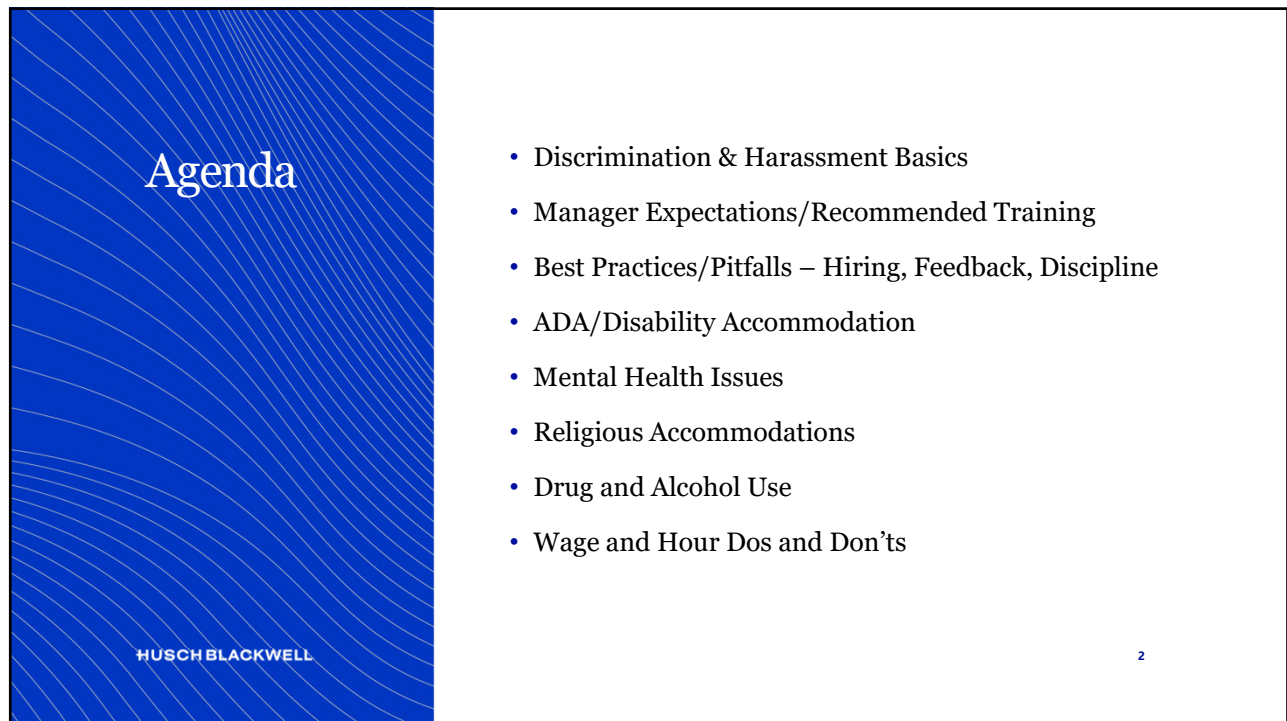 Agenda
• Discrimination & Harassment Basics
• Manager Expectations/Recommended Training
• Best Practices/Pitfalls – Hiring, Feedback, Discipline
• ADA/Disability Accommodation
• Mental Health Issues
• Religious Accommodations
• Drug and Alcohol Use
• Wage and Hour Dos and Don’ts
HUSCH BLACKWELL
2